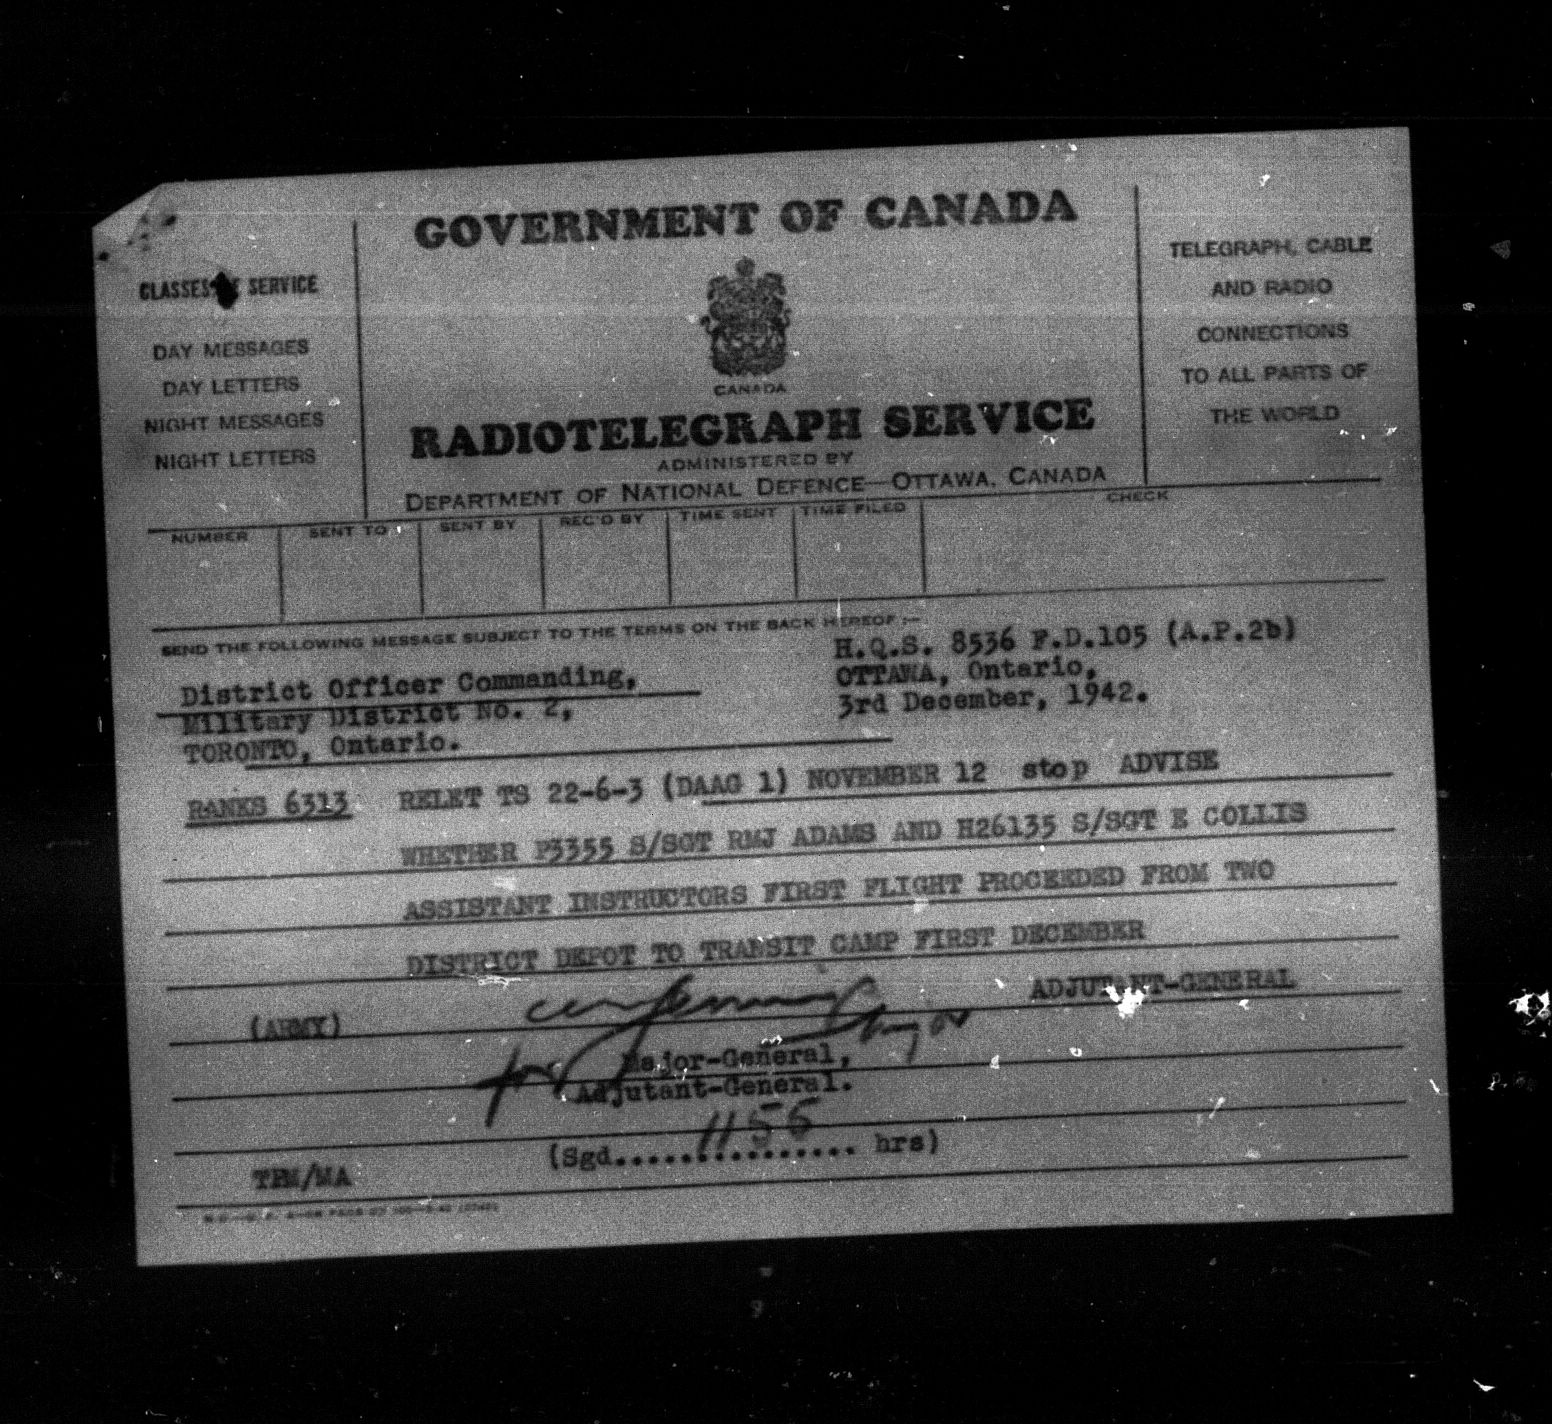 GOVERNMENT OF CANADA
CLASSES OF SERVICE
DAY MESSAGES
DAY LETTERS
NIGHT MESSAGES
NIGHT LETTERS
CANADA
RADIOTELEGRAPH SERVICE
ADMINISTERED BY
DEPARTMENT OF NATIONAL DEFENCE—OTTAWA, CANADA
TELEGRAPH, CABLE
AND RADIO
CONNECTIONS
TO ALL PARTS OF
THE WORLD
NUMBER SENT TO SENT BY REC'D BY TIME SENT TIME FILED CHECK
SEND THE FOLLOWING MESSAGE SUBJECT TO THE TERMS ON THE BACK HEREOF :—
H.Q.S. 8536 F.D.105 (A.P.2b)
OTTAWA, Ontario,
3rd December, 1942.
District Officer Commanding,
Military District No. 2,
TORONTO, Ontario.
RANKS 6313 RELET TS 22-6-3 (DAAG 1) NOVEMBER 12 stop ADVISE
WHETHER P3355 S/SGT RMJ ADAMS AND H26135 S/SGT E COLLIS
ASSISTANT INSTRUCTORS FIRST FLIGHT PROCEEDED FROM TWO
DISTRICT DEPOT TO TRANSIT CAMP FIRST DECEMBER
ADJUTANT-GENERAL
(ARMY)
for Major-General,
Adjutant-General.
1155
(Sgd............... hrs)
TRM/MA